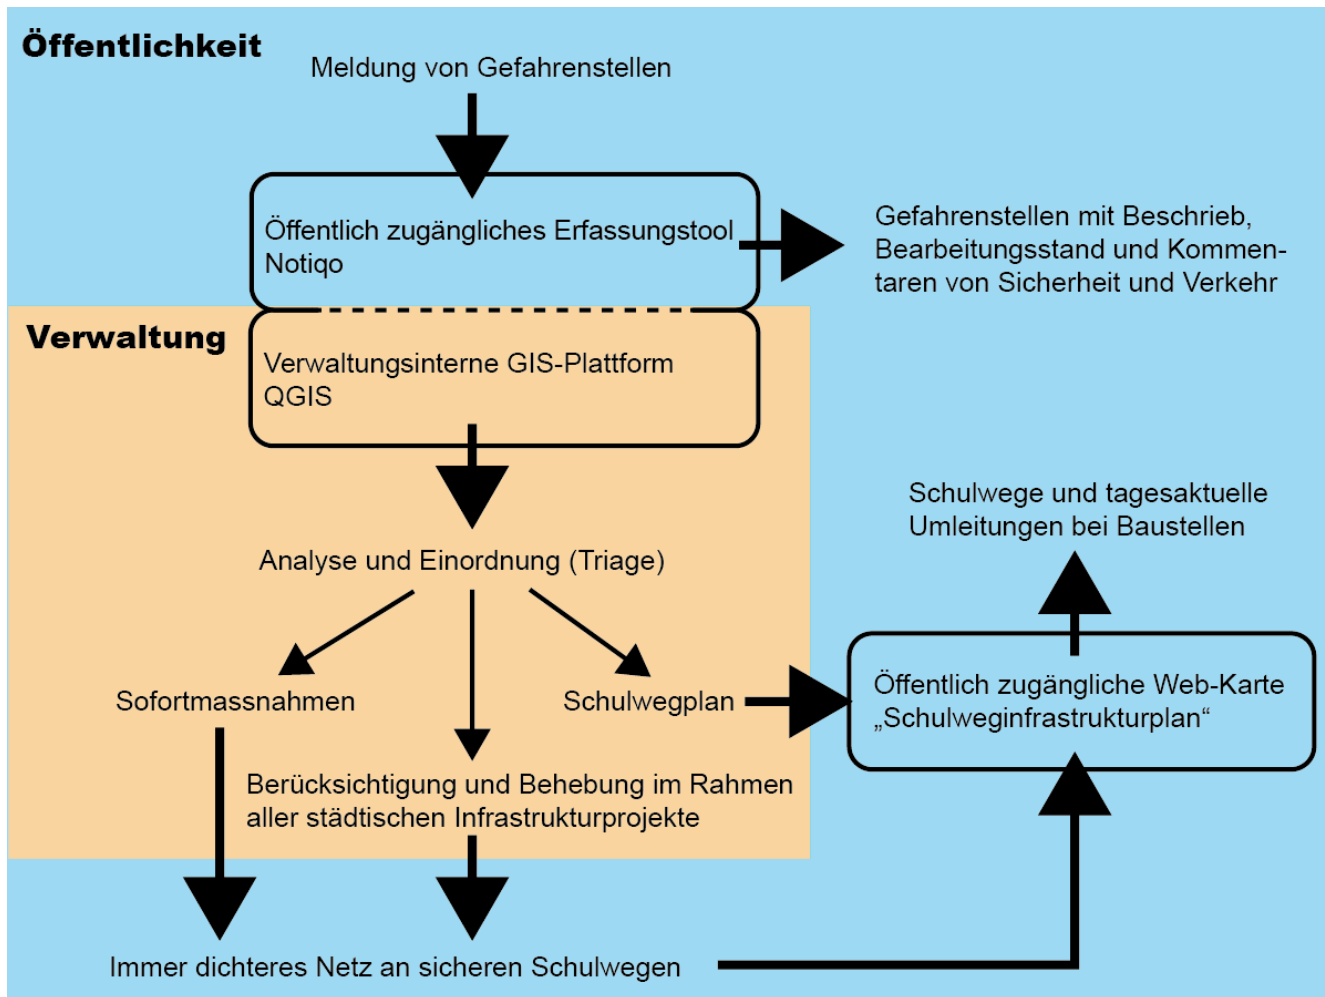 Öffentlichkeit
Meldung von Gefahrenstellen
Öffentlich zugängliches Erfassungstool
Notiqo
Gefahrenstellen mit Beschrieb,
Bearbeitungsstand und Kommen-
taren von Sicherheit und Verkehr
Verwaltung
Verwaltungsinterne GIS-Plattform
QGIS
Analyse und Einordnung (Triage)
Schulwege und tagesaktuelle
Umleitungen bei Baustellen
Sofortmassnahmen
Schulwegplan
Öffentlich zugängliche Web-Karte
„Schulweginfrastrukturplan“
Berücksichtigung und Behebung im Rahmen
aller städtischen Infrastrukturprojekte
Immer dichteres Netz an sicheren Schulwegen